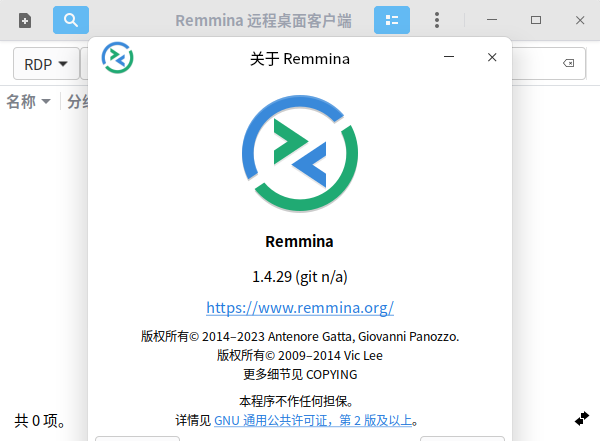 Remmina 远程桌面客户端
关于 Remmina
RDP
名称
Remmina
1.4.29 (git n/a)
https://www.remmina.org/
版权所有© 2014–2023 Antenore Gatta, Giovanni Panozzo.
版权所有© 2009–2014 Vic Lee
更多细节见 COPYING
本程序不作任何担保。
详情见 GNU 通用公共许可证，第 2 版及以上。
共 0 项。